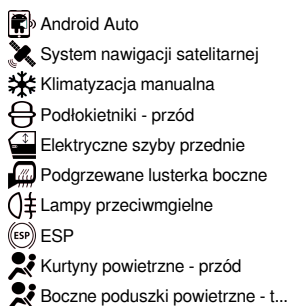 Android Auto
System nawigacji satelitarnej
Klimatyzacja manualna
Podłokietniki - przód
Elektryczne szyby przednie
Podgrzewane lusterka boczne
Lampy przeciwmgielne
ESP ESP
Kurtyny powietrzne - przód
Boczne poduszki powietrzne - t...